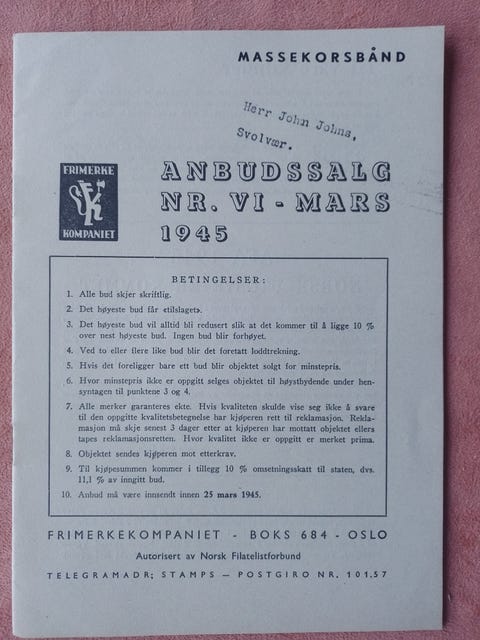 MASSEKORSBÅND
Herr John Johns,
Svolvær.
FRIMERKE
KOMPANIET
ANBUDSSALG
NR. VI - MARS
1945
BETINGELSER:
1. Alle bud skjer skriftlig.
2. Det høyeste bud får «tilslaget».
3. Det høyeste bud vil alltid bli redusert slik at det kommer til å ligge 10 %
over nest høyeste bud. Ingen bud blir forhøyet.
4. Ved to eller flere like bud blir det foretatt loddtrekning.
5. Hvis det foreligger bare ett bud blir objektet solgt for minstepris.
6. Hvor minstepris ikke er oppgitt selges objektet til høystbydende under hen-
syntagen til punktene 3 og 4.
7. Alle merker garanteres ekte. Hvis kvaliteten skulde vise seg ikke å svare
til den oppgitte kvalitetsbetegnelse har kjøperen rett til reklamasjon. Rekla-
masjon må skje senest 3 dager etter at kjøperen har mottatt objektet ellers
tapes reklamasjonsretten. Hvor kvalitet ikke er oppgitt er merket prima.
8. Objektet sendes kjøperen mot etterkrav.
9. Til kjøpesummen kommer i tillegg 10 % omsetningsskatt til staten, dvs.
11,1 % av inngitt bud.
10. Anbud må være innsendt innen 25 mars 1945.
FRIMERKEKOMPANIET - BOKS 684 - OSLO
Autorisert av Norsk Filatelistforbund
TELEGRAMADR; STAMPS — POSTGIRO NR. 101.57